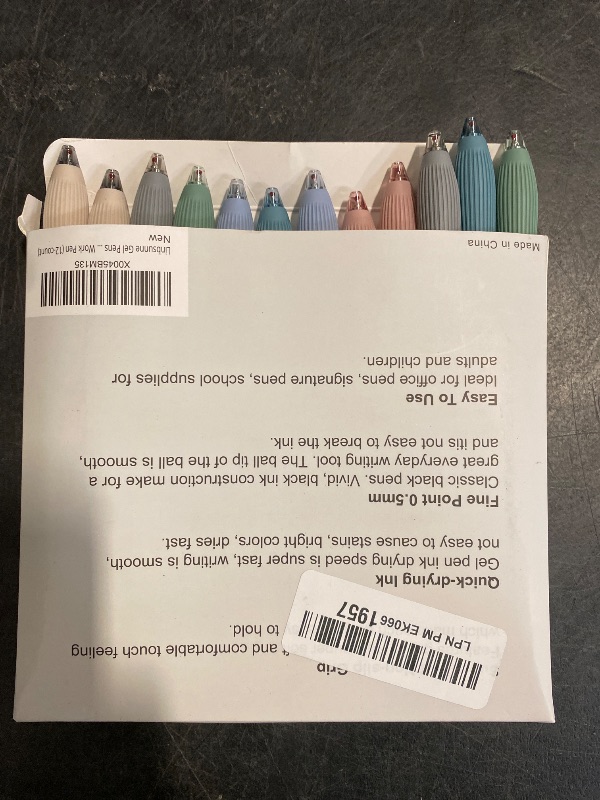 Grip
and comfortable touch feeling
to hold.
LPN PM EK0661957
Quick-drying Ink
Gel pen ink drying speed is super fast, writing is smooth,
not easy to cause stains, bright colors, dries fast.
Fine Point 0.5mm
Classic black pens. Vivid, black ink construction make for a
great everyday writing tool. The ball tip of the ball is smooth,
and itis not easy to break the ink.
Easy To Use
Ideal for office pens, signature pens, school supplies for
adults and children.
Made in China
X0045BM135
Linbsunne Gel Pens ... Work Pen (12-count)
New